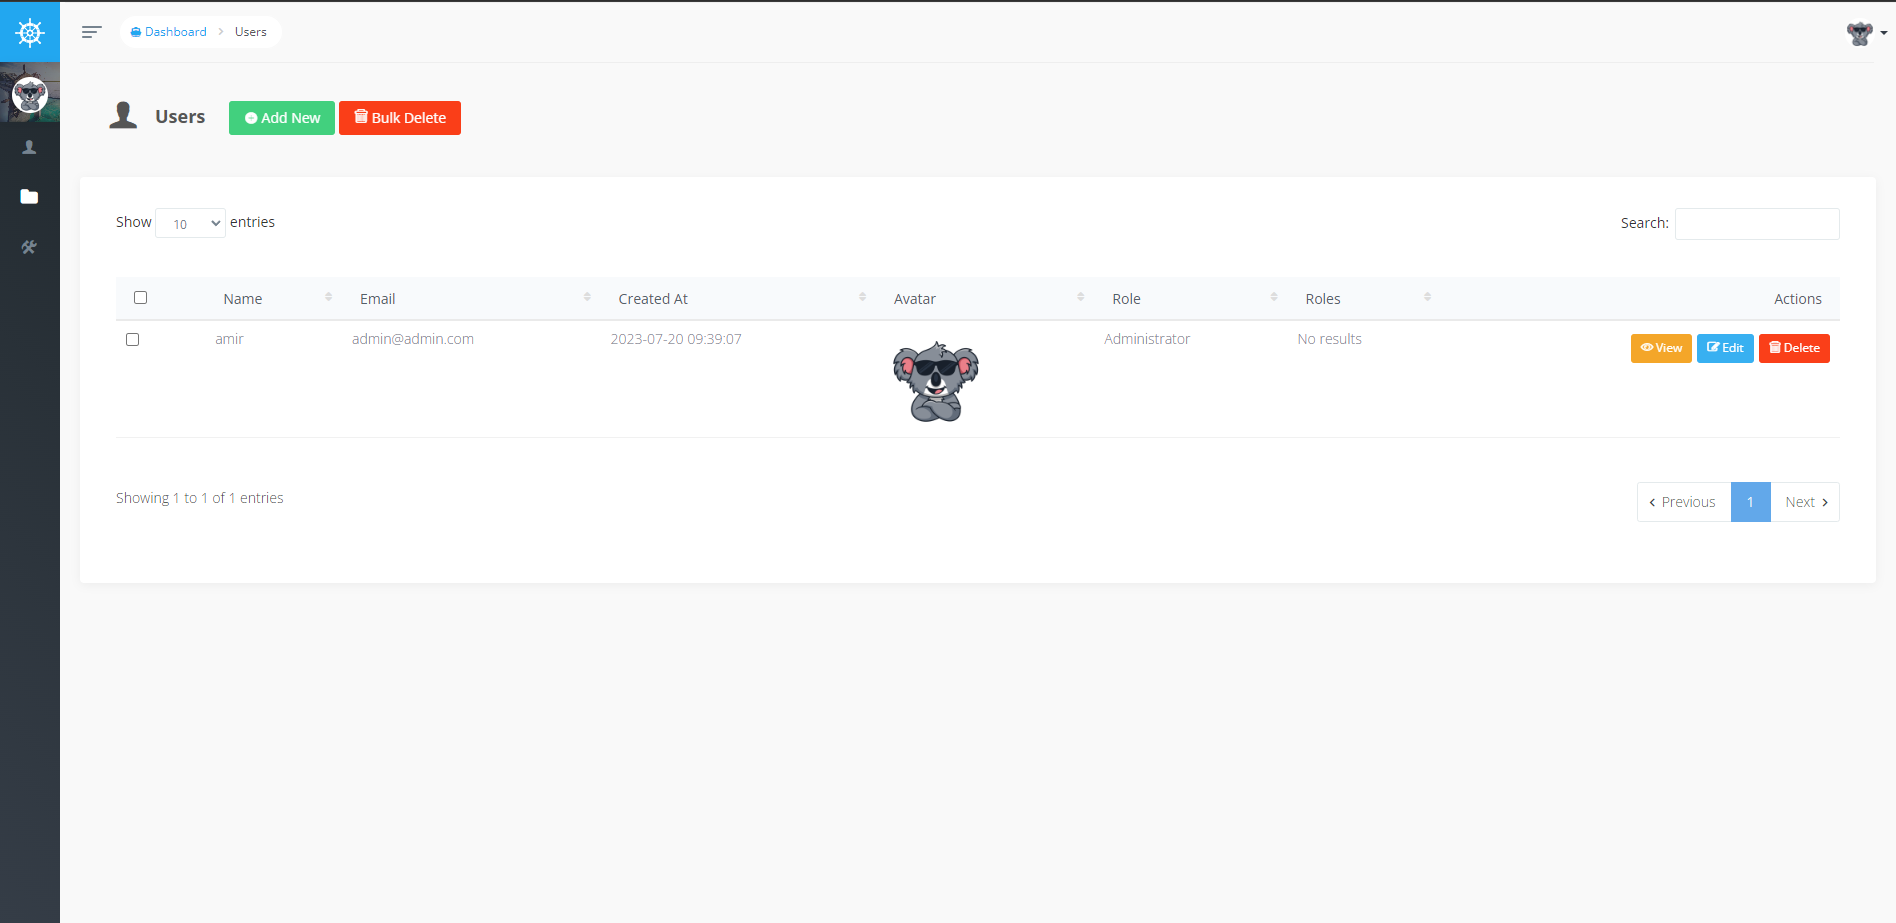 Dashboard > Users
Users Add New Bulk Delete
Show 10 entries Search:
Name Email Created At Avatar Role Roles Actions
amir admin@admin.com 2023-07-20 09:39:07 Administrator No results View Edit Delete
Showing 1 to 1 of 1 entries Previous 1 Next